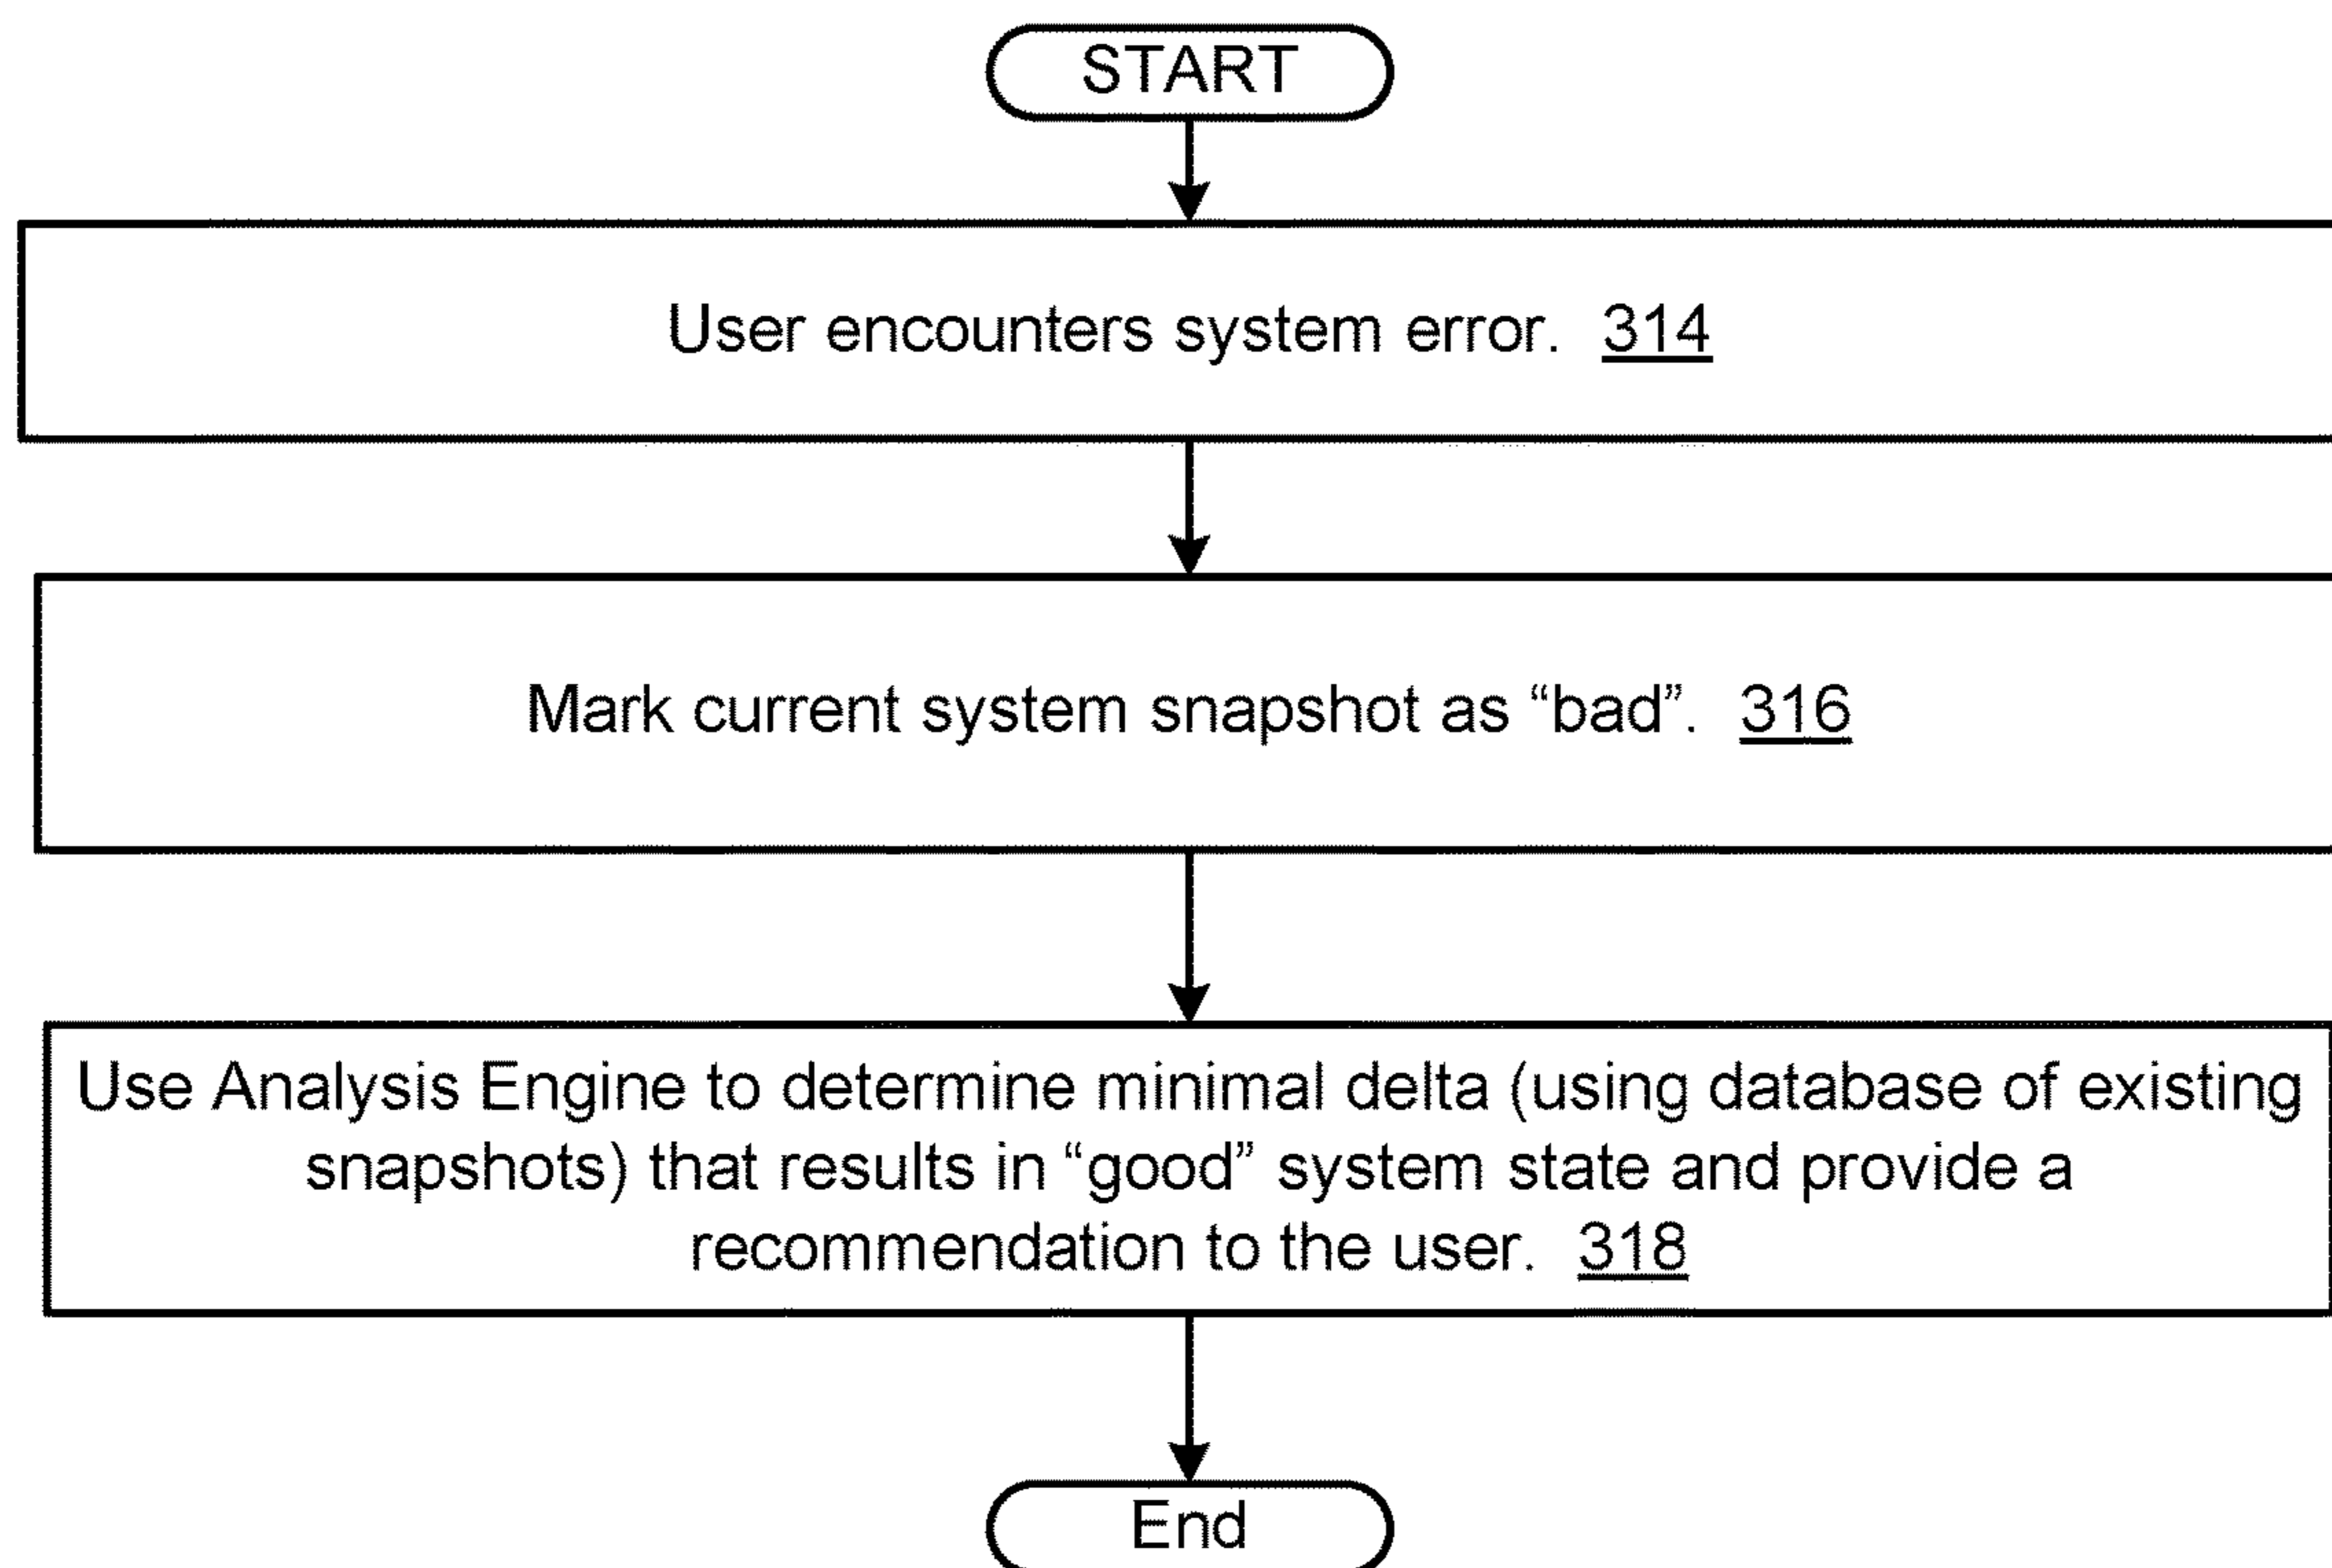 START
User encounters system error. 314
Mark current system snapshot as “bad”. 316
Use Analysis Engine to determine minimal delta (using database of existing
snapshots) that results in “good” system state and provide a
recommendation to the user. 318
End